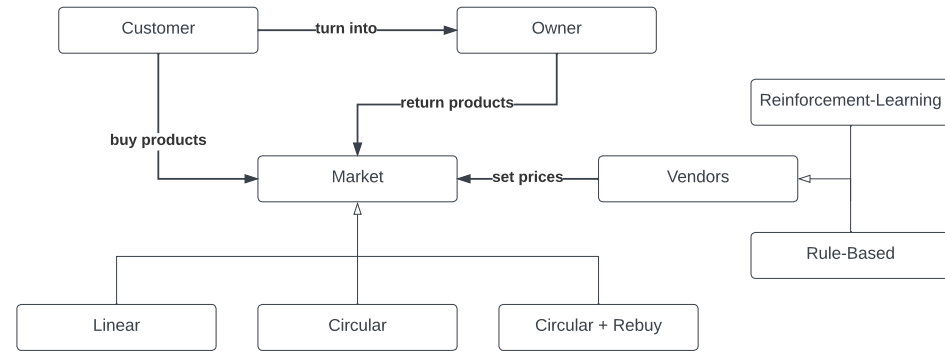 Customer
turn into
Owner
Reinforcement-Learning
return products
buy products
Market
set prices
Vendors
Rule-Based
Linear
Circular
Circular + Rebuy